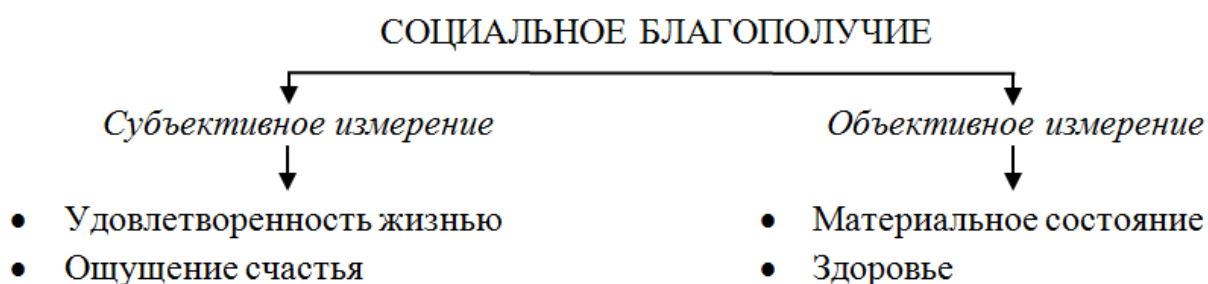 СОЦИАЛЬНОЕ БЛАГОПОЛУЧИЕ
Субъективное измерение
Объективное измерение
• Удовлетворенность жизнью
• Ощущение счастья
• Материальное состояние
• Здоровье